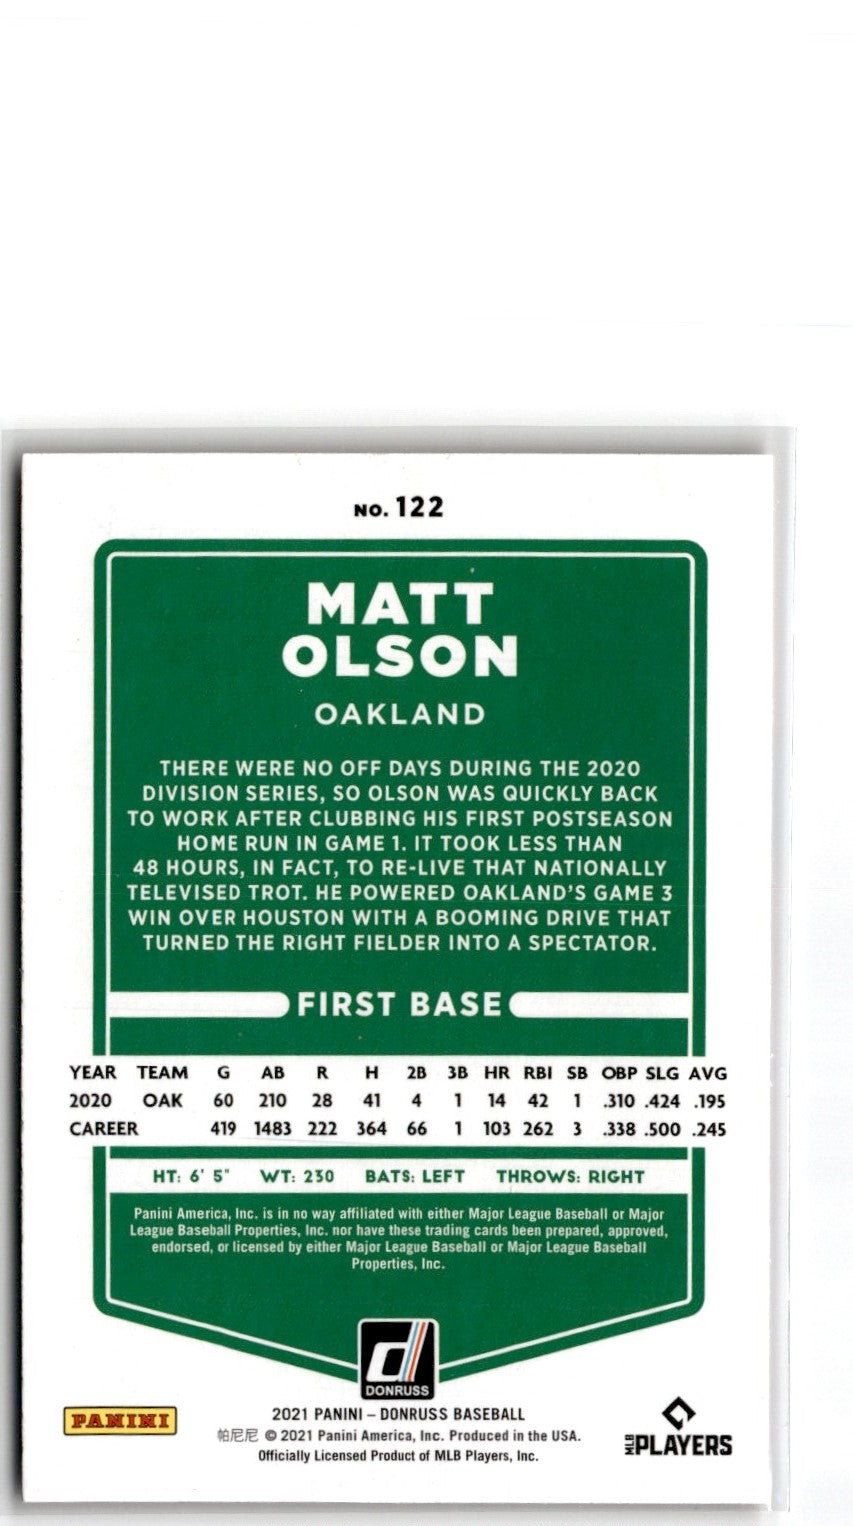 NO. 122
MATT
OLSON
OAKLAND
THERE WERE NO OFF DAYS DURING THE 2020
DIVISION SERIES, SO OLSON WAS QUICKLY BACK
TO WORK AFTER CLUBBING HIS FIRST POSTSEASON
HOME RUN IN GAME 1. IT TOOK LESS THAN
48 HOURS, IN FACT, TO RE-LIVE THAT NATIONALLY
TELEVISED TROT. HE POWERED OAKLAND'S GAME 3
WIN OVER HOUSTON WITH A BOOMING DRIVE THAT
TURNED THE RIGHT FIELDER INTO A SPECTATOR.
FIRST BASE
YEAR TEAM G AB R H 2B 3B HR RBI SB OBP SLG AVG
2020 OAK 60 210 28 41 4 1 14 42 1 .310 .424 .195
CAREER 419 1483 222 364 66 1 103 262 3 .338 .500 .245
HT: 6' 5" WT: 230 BATS: LEFT THROWS: RIGHT
Panini America, Inc. is in no way affiliated with either Major League Baseball or Major
League Baseball Properties, Inc. nor have these trading cards been prepared, approved,
endorsed, or licensed by either Major League Baseball or Major League Baseball
Properties, Inc.
d
DONRUSS
PANINI
2021 PANINI – DONRUSS BASEBALL
帕尼尼 © 2021 Panini America, Inc. Produced in the USA.
Officially Licensed Product of MLB Players, Inc.
MLB PLAYERS